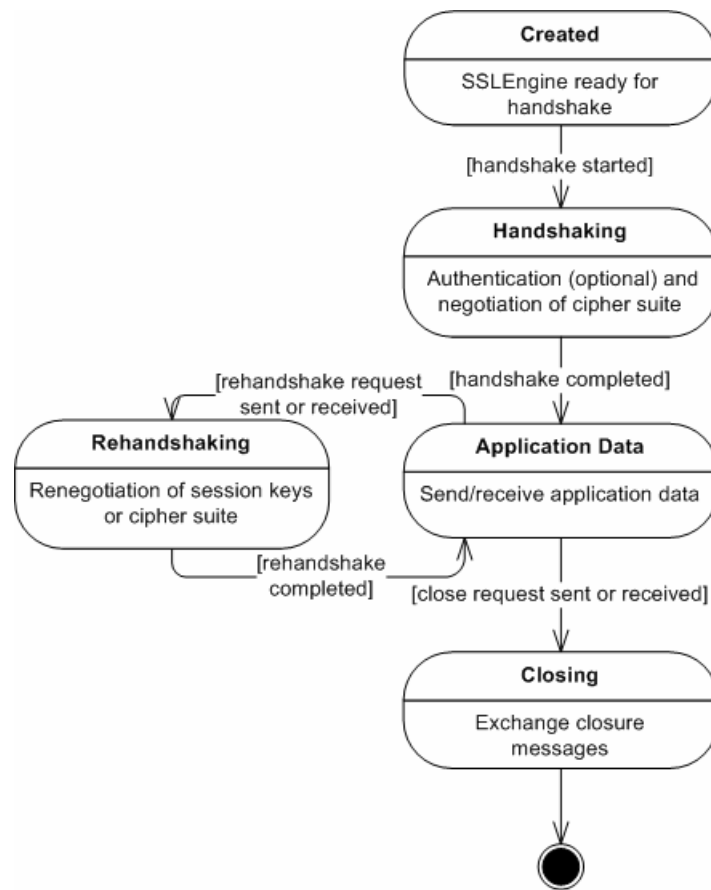 Created
SSLEngine ready for
handshake
[handshake started]
Handshaking
Authentication (optional) and
negotiation of cipher suite
[rehandshake request
sent or received]
[handshake completed]
Rehandshaking
Renegotiation of session keys
or cipher suite
Application Data
Send/receive application data
[rehandshake
completed]
[close request sent or received]
Closing
Exchange closure
messages